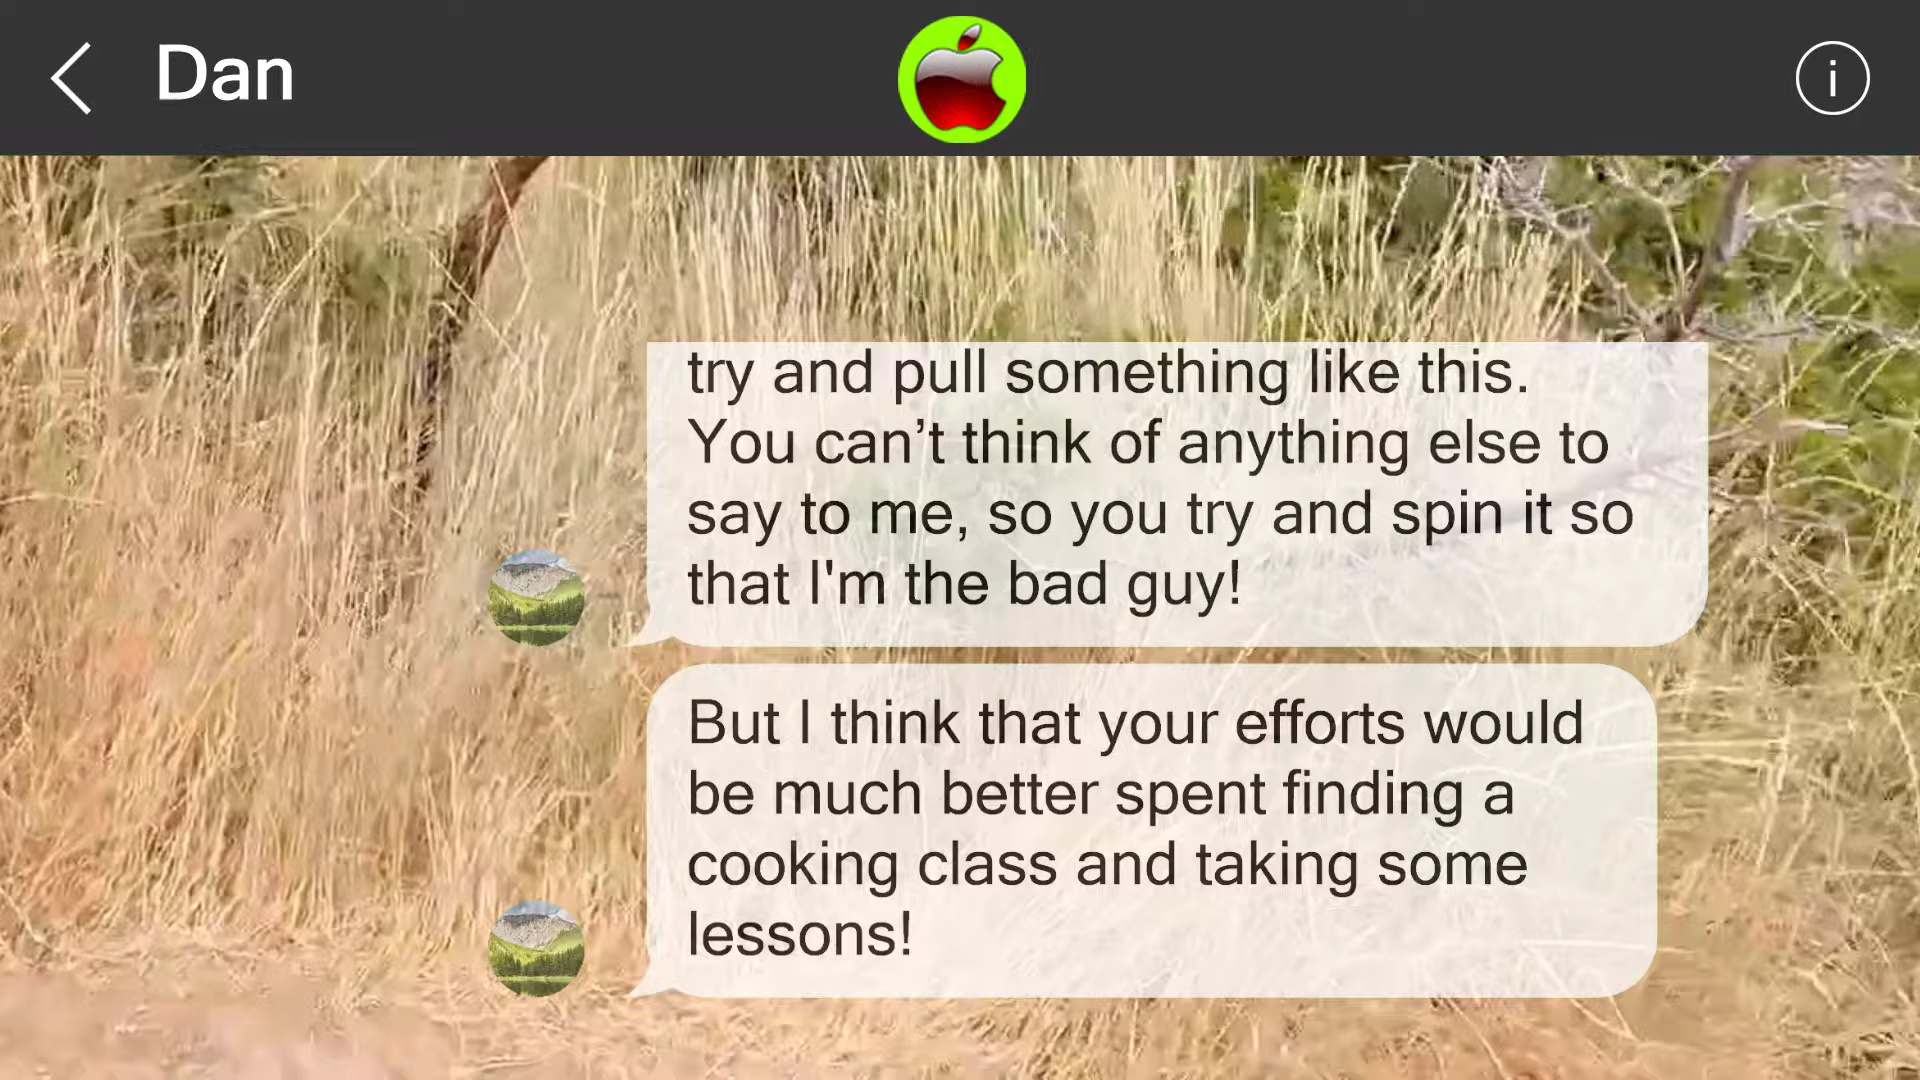 Dan
try and pull something like this.
You can’t think of anything else to
say to me, so you try and spin it so
that I'm the bad guy!
But I think that your efforts would
be much better spent finding a
cooking class and taking some
lessons!